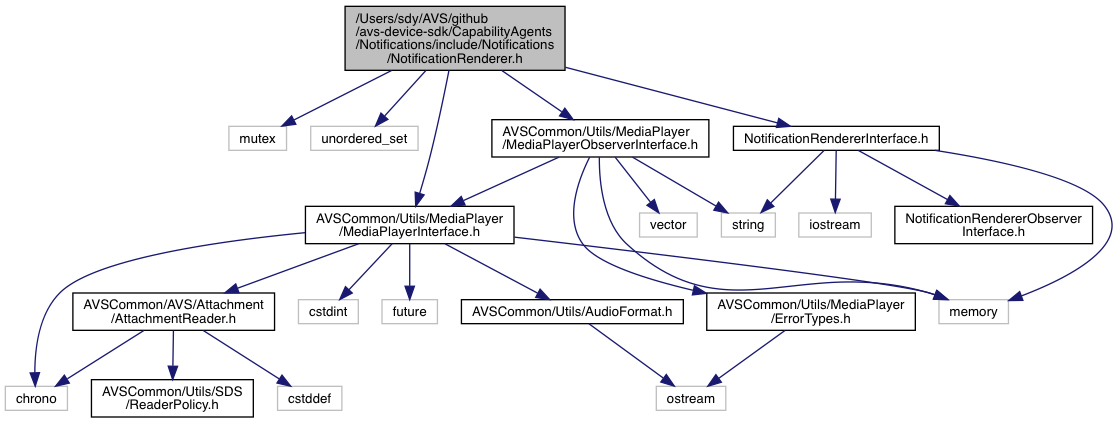 /Users/sdy/AVS/github
/avs-device-sdk/CapabilityAgents
/Notifications/include/Notifications
/NotificationRenderer.h
mutex
unordered_set
AVSCommon/Utils/MediaPlayer
/MediaPlayerObserverInterface.h
NotificationRendererInterface.h
AVSCommon/Utils/MediaPlayer
/MediaPlayerInterface.h
vector
string
iostream
NotificationRendererObserver
Interface.h
AVSCommon/AVS/Attachment
/AttachmentReader.h
cstdint
future
AVSCommon/Utils/AudioFormat.h
AVSCommon/Utils/MediaPlayer
/ErrorTypes.h
memory
chrono
AVSCommon/Utils/SDS
/ReaderPolicy.h
cstddef
ostream